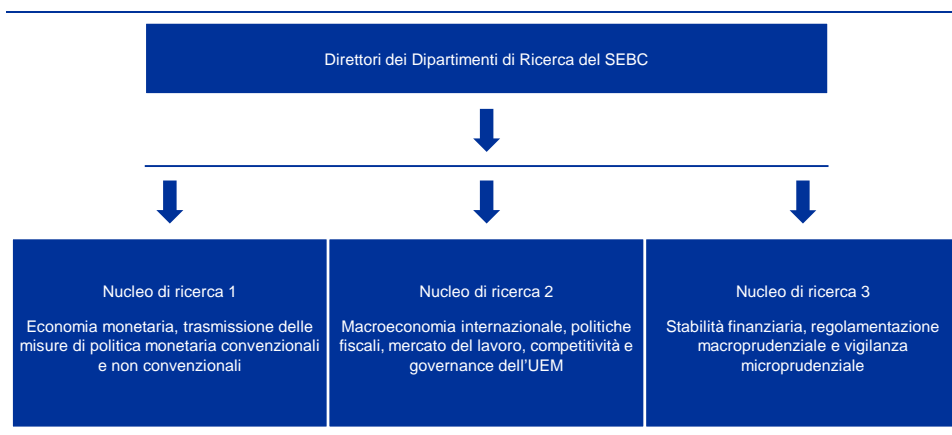 Direttori dei Dipartimenti di Ricerca del SEBC
Nucleo di ricerca 1
Economia monetaria, trasmissione delle
misure di politica monetaria convenzionali
e non convenzionali
Nucleo di ricerca 2
Macroeconomia internazionale, politiche
fiscali, mercato del lavoro, competitività e
governance dell’UEM
Nucleo di ricerca 3
Stabilità finanziaria, regolamentazione
macroprudenziale e vigilanza
microprudenziale